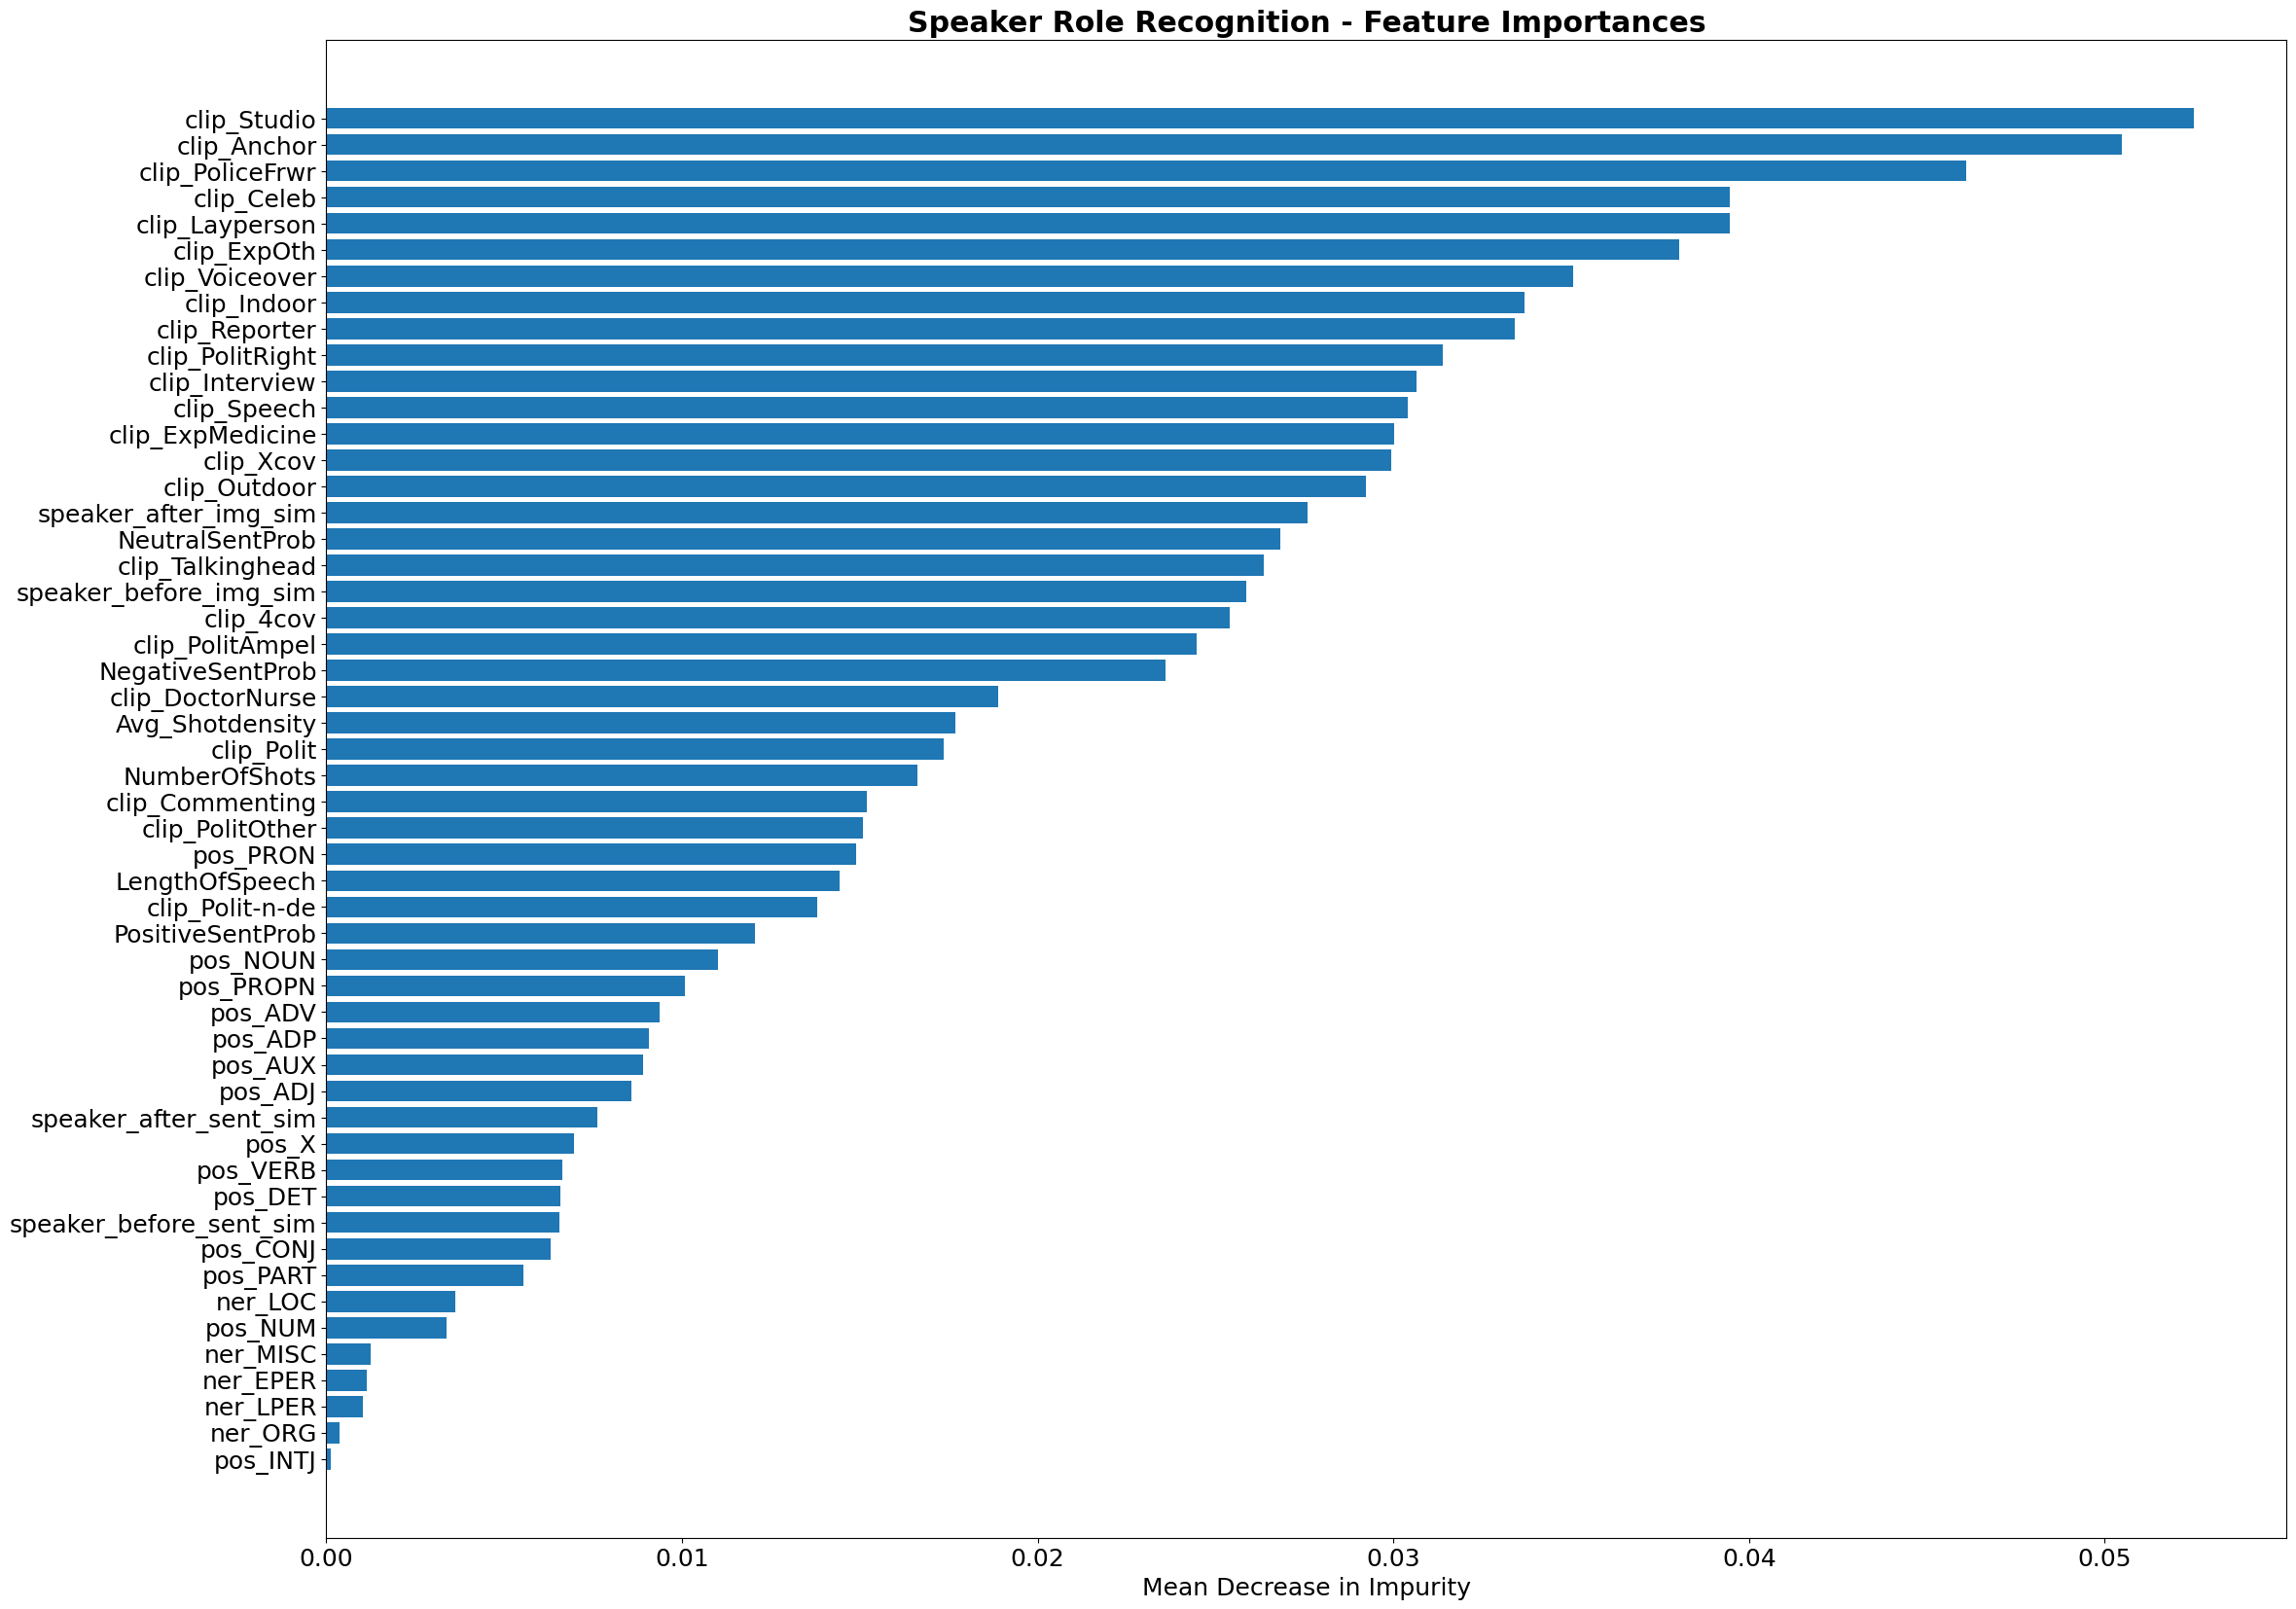 Speaker Role Recognition - Feature Importances
clip_Studio
clip_Anchor
clip_PoliceFrwr
clip_Celeb
clip_Layperson
clip_ExpOth
clip_Voiceover
clip_Indoor
clip_Reporter
clip_PolitRight
clip_Interview
clip_Speech
clip_ExpMedicine
clip_Xcov
clip_Outdoor
speaker_after_img_sim
NeutralSentProb
clip_Talkinghead
speaker_before_img_sim
clip_4cov
clip_PolitAmpel
NegativeSentProb
clip_DoctorNurse
Avg_Shotdensity
clip_Polit
NumberOfShots
clip_Commenting
clip_PolitOther
pos_PRON
LengthOfSpeech
clip_Polit-n-de
PositiveSentProb
pos_NOUN
pos_PROPN
pos_ADV
pos_ADP
pos_AUX
pos_ADJ
speaker_after_sent_sim
pos_X
pos_VERB
pos_DET
speaker_before_sent_sim
pos_CONJ
pos_PART
ner_LOC
pos_NUM
ner_MISC
ner_EPER
ner_LPER
ner_ORG
pos_INTJ
0.00 0.01 0.02 0.03 0.04 0.05
Mean Decrease in Impurity